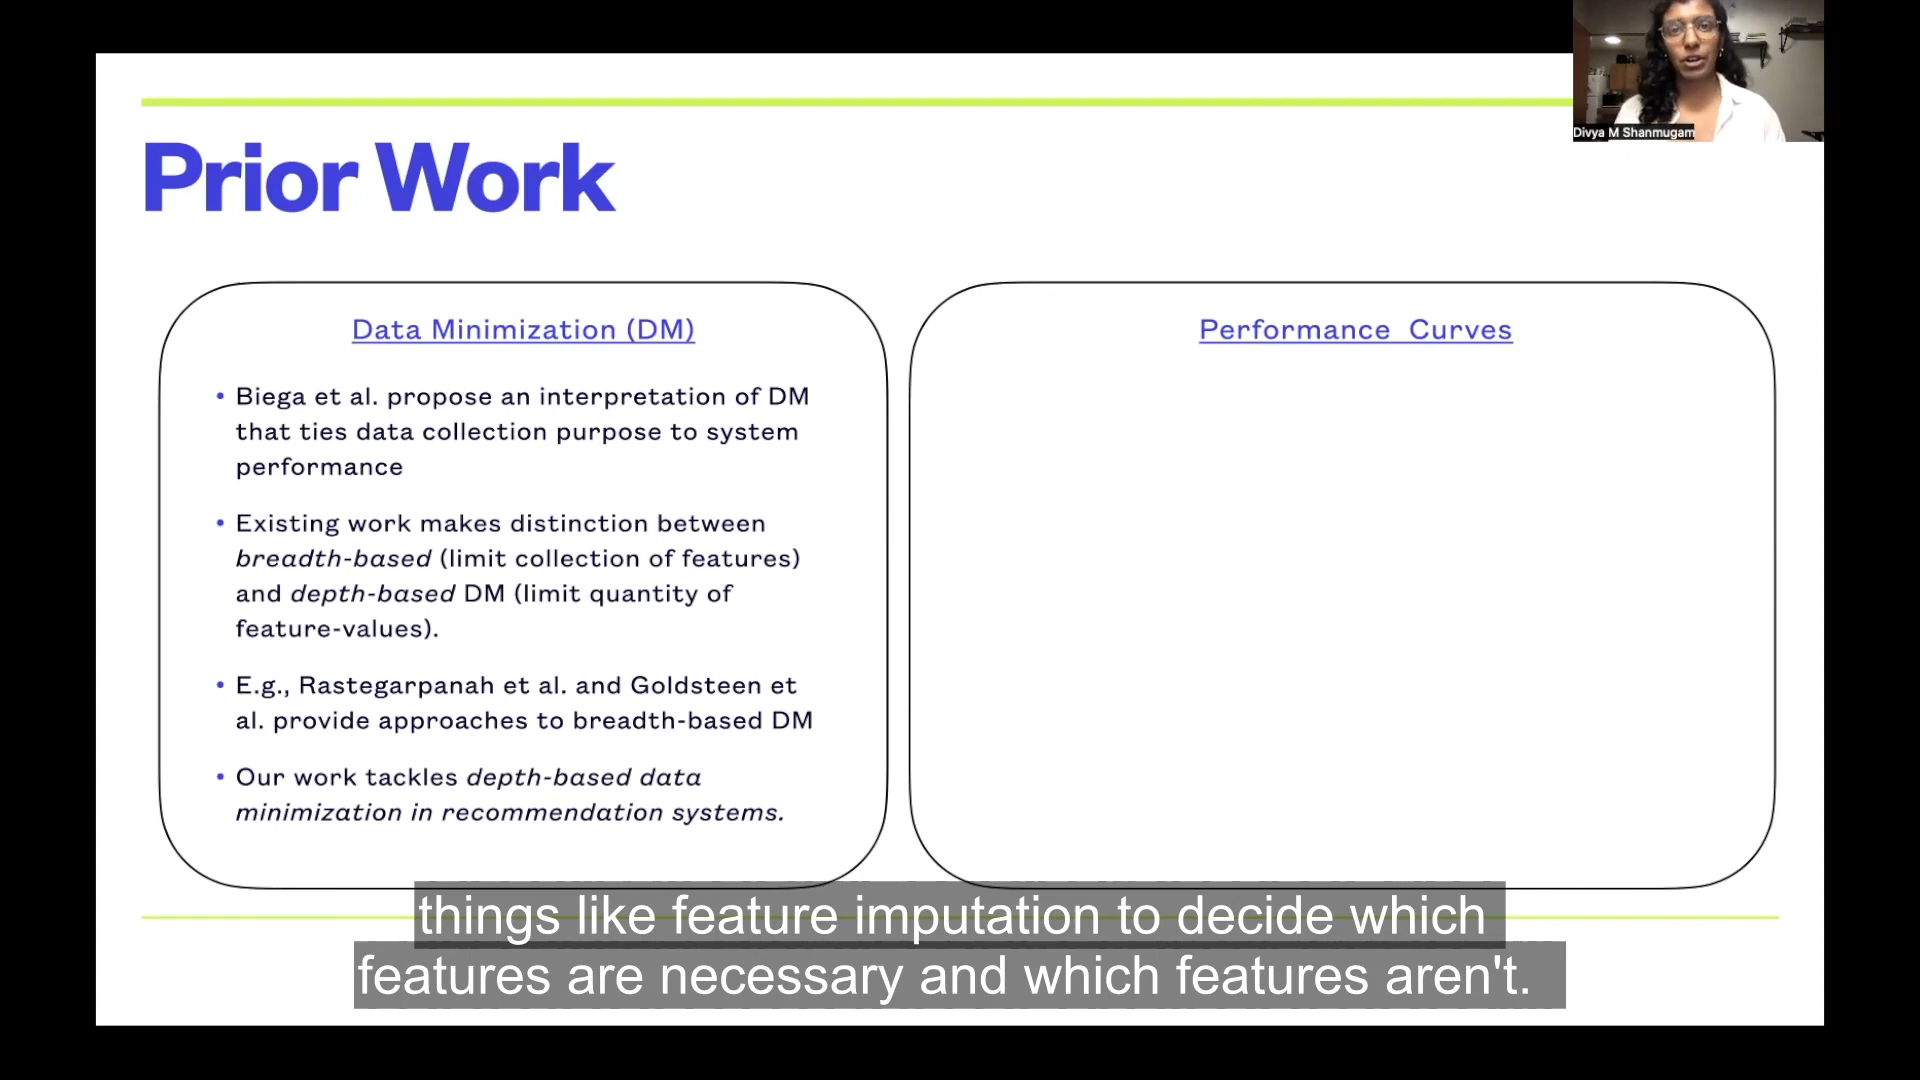 Divya M Shanmugam
Prior Work
Data Minimization (DM)
• Biega et al. propose an interpretation of DM
that ties data collection purpose to system
performance
• Existing work makes distinction between
breadth-based (limit collection of features)
and depth-based DM (limit quantity of
feature-values).
• E.g., Rastegarpanah et al. and Goldsteen et
al. provide approaches to breadth-based DM
• Our work tackles depth-based data
minimization in recommendation systems.
Performance Curves
things like feature imputation to decide which
features are necessary and which features aren't.